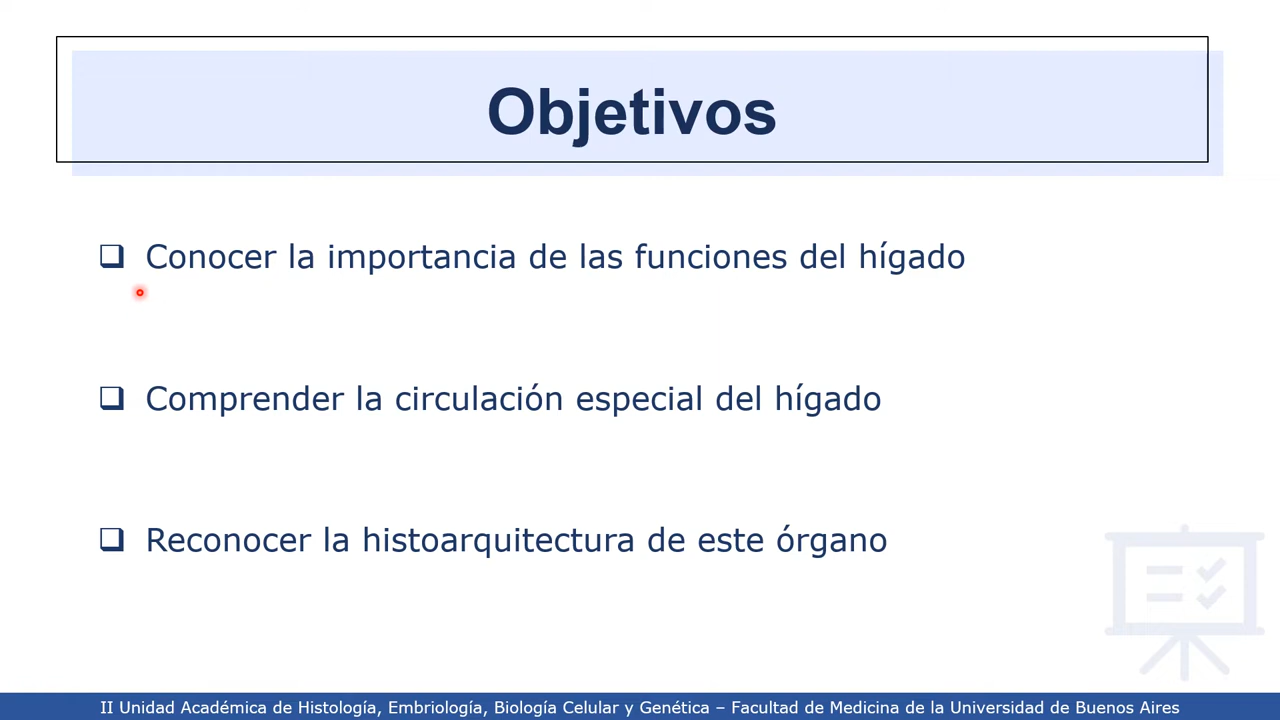 Objetivos
Conocer la importancia de las funciones del hígado
Comprender la circulación especial del hígado
Reconocer la histoarquitectura de este órgano
II Unidad Académica de Histología, Embriología, Biología Celular y Genética – Facultad de Medicina de la Universidad de Buenos Aires